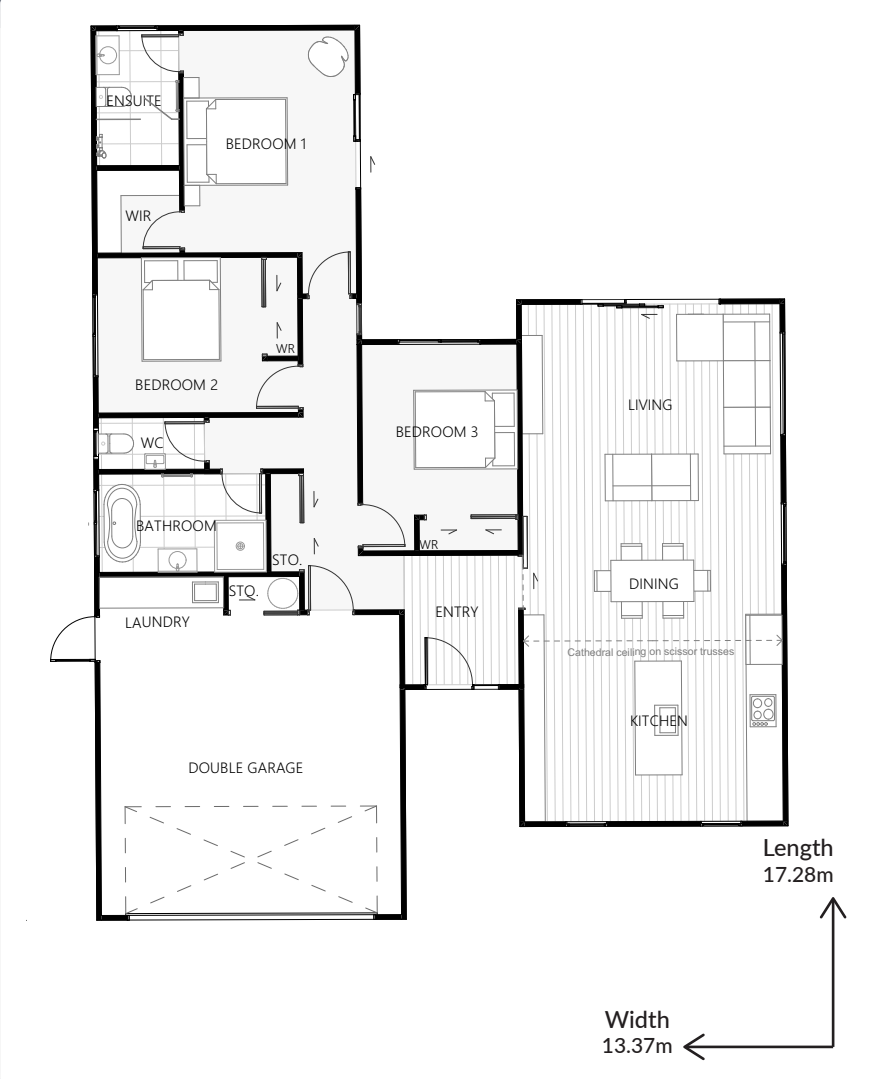 ENSUITE
BEDROOM 1
WIR
WR
BEDROOM 2
LIVING
BEDROOM 3
WC
BATHROOM
WR
STO.
DINING
STO.
ENTRY
LAUNDRY
Cathedral ceiling on scissor trusses
KITCHEN
DOUBLE GARAGE
Length
17.28m
Width
13.37m